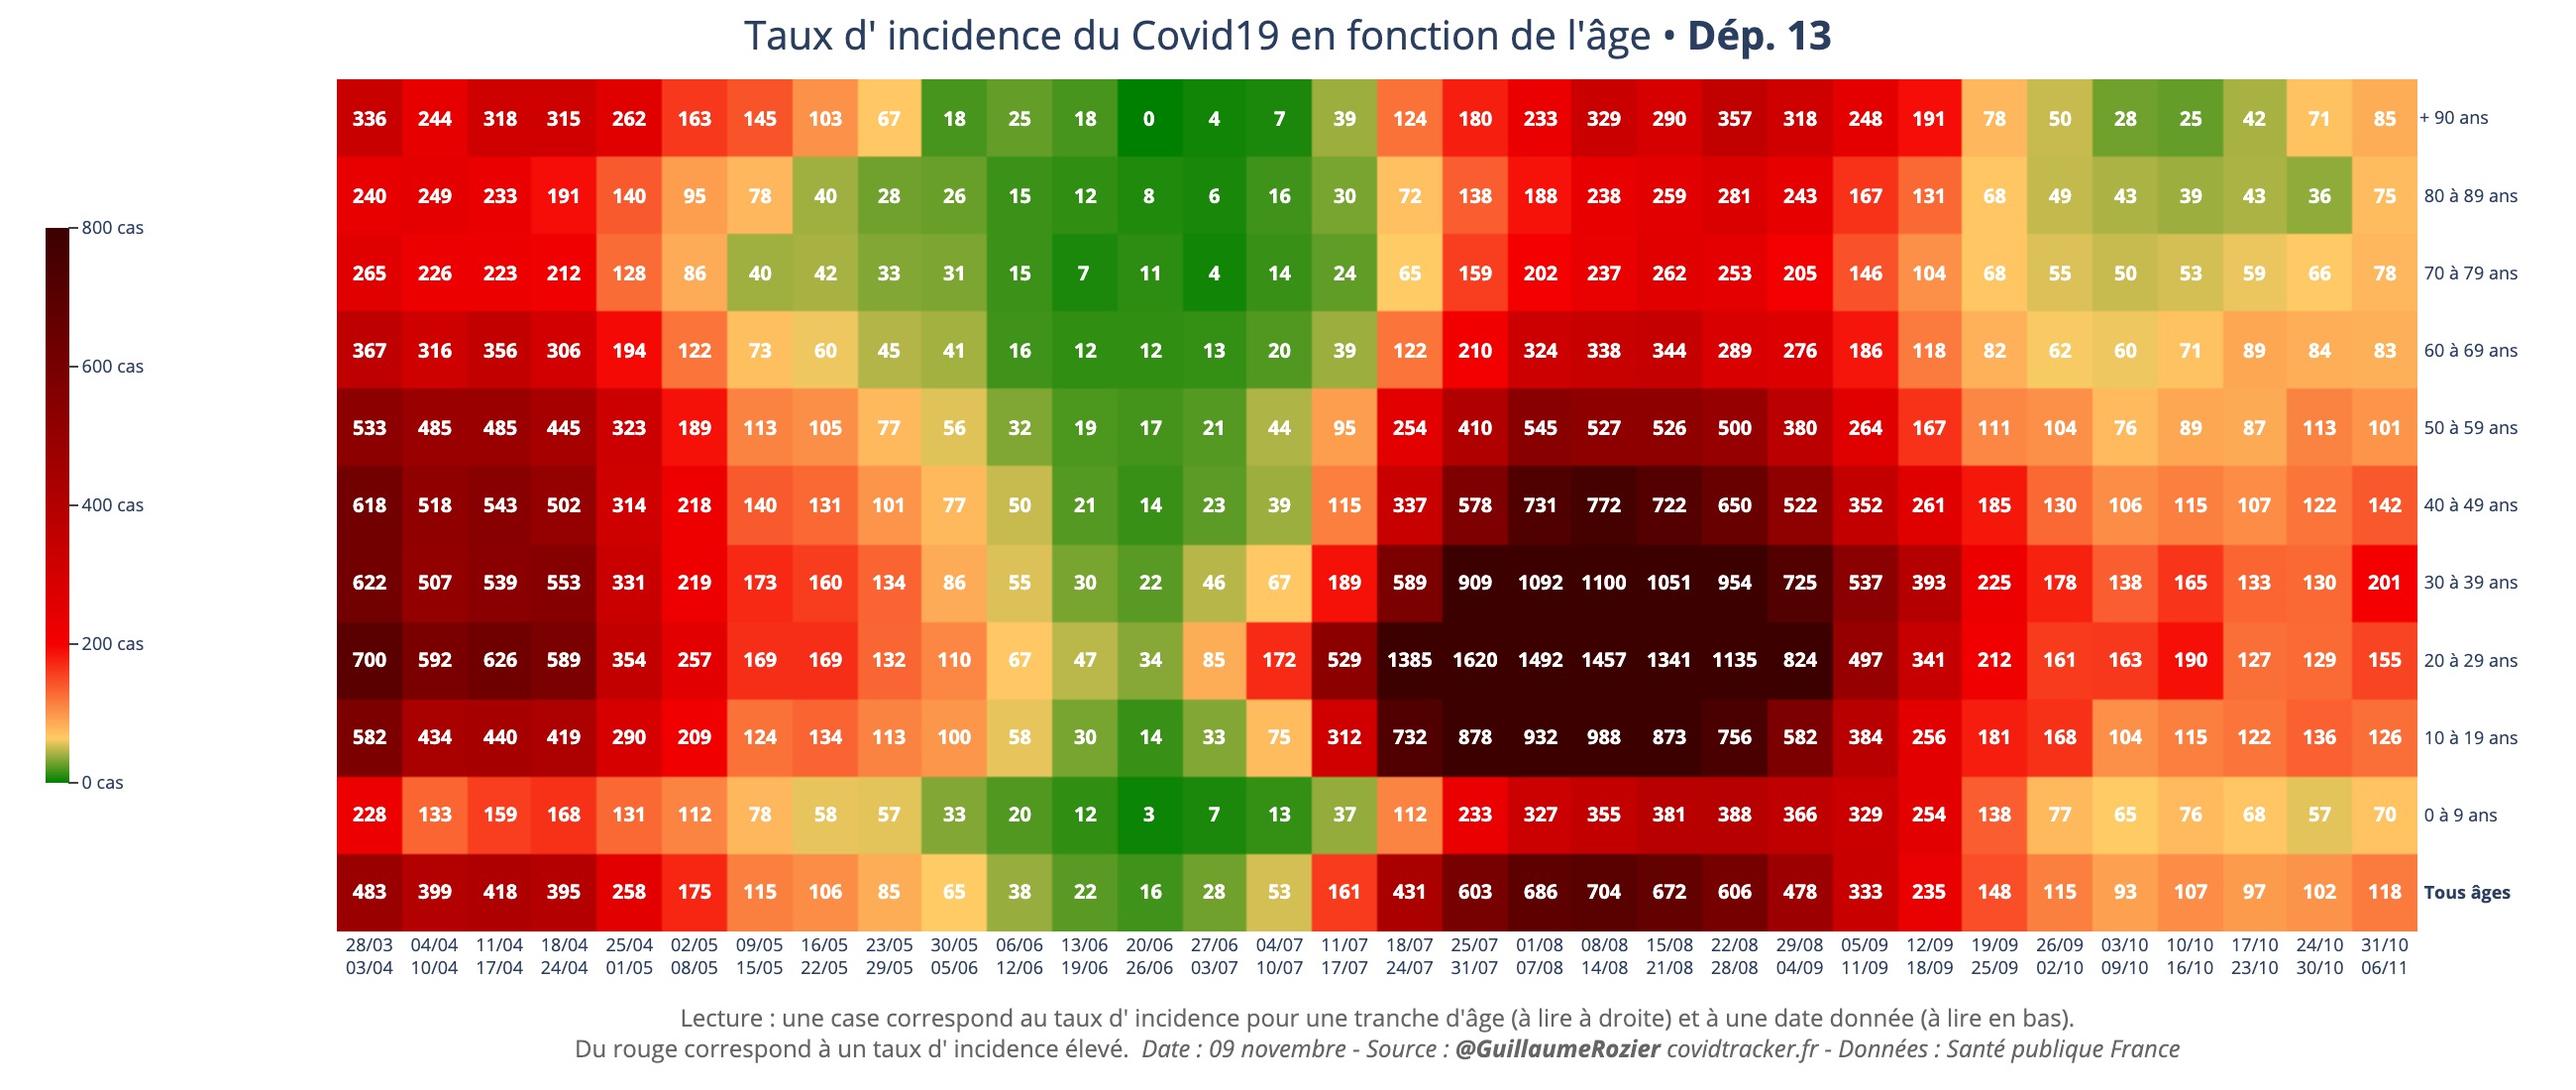 Taux d' incidence du Covid19 en fonction de l'âge • Dép. 13
800 cas
600 cas
400 cas
200 cas
0 cas
336 244 318 315 262 163 145 103 67 18 25 18 0 4 7 39 124 180 233 329 290 357 318 248 191 78 50 28 25 42 71 85 + 90 ans
240 249 233 191 140 95 78 40 28 26 15 12 8 6 16 30 72 138 188 238 259 281 243 167 131 68 49 43 39 43 36 75 80 à 89 ans
265 226 223 212 128 86 40 42 33 31 15 7 11 4 14 24 65 159 202 237 262 253 205 146 104 68 55 50 53 59 66 78 70 à 79 ans
367 316 356 306 194 122 73 60 45 41 16 12 12 13 20 39 122 210 324 338 344 289 276 186 118 82 62 60 71 89 84 83 60 à 69 ans
533 485 485 445 323 189 113 105 77 56 32 19 17 21 44 95 254 410 545 527 526 500 380 264 167 111 104 76 89 87 113 101 50 à 59 ans
618 518 543 502 314 218 140 131 101 77 50 21 14 23 39 115 337 578 731 772 722 650 522 352 261 185 130 106 115 107 122 142 40 à 49 ans
622 507 539 553 331 219 173 160 134 86 55 30 22 46 67 189 589 909 1092 1100 1051 954 725 537 393 225 178 138 165 133 130 201 30 à 39 ans
700 592 626 589 354 257 169 169 132 110 67 47 34 85 172 529 1385 1620 1492 1457 1341 1135 824 497 341 212 161 163 190 127 129 155 20 à 29 ans
582 434 440 419 290 209 124 134 113 100 58 30 14 33 75 312 732 878 932 988 873 756 582 384 256 181 168 104 115 122 136 126 10 à 19 ans
228 133 159 168 131 112 78 58 57 33 20 12 3 7 13 37 112 233 327 355 381 388 366 329 254 138 77 65 76 68 57 70 0 à 9 ans
483 399 418 395 258 175 115 106 85 65 38 22 16 28 53 161 431 603 686 704 672 606 478 333 235 148 115 93 107 97 102 118 Tous âges
28/03 04/04 11/04 18/04 25/04 02/05 09/05 16/05 23/05 30/05 06/06 13/06 20/06 27/06 04/07 11/07 18/07 25/07 01/08 08/08 15/08 22/08 29/08 05/09 12/09 19/09 26/09 03/10 10/10 17/10 24/10 31/10
03/04 10/04 17/04 24/04 01/05 08/05 15/05 22/05 29/05 05/06 12/06 19/06 26/06 03/07 10/07 17/07 24/07 31/07 07/08 14/08 21/08 28/08 04/09 11/09 18/09 25/09 02/10 09/10 16/10 23/10 30/10 06/11
Lecture : une case correspond au taux d' incidence pour une tranche d'âge (à lire à droite) et à une date donnée (à lire en bas).
Du rouge correspond à un taux d' incidence élevé. Date : 09 novembre - Source : @GuillaumeRozier covidtracker.fr - Données : Santé publique France